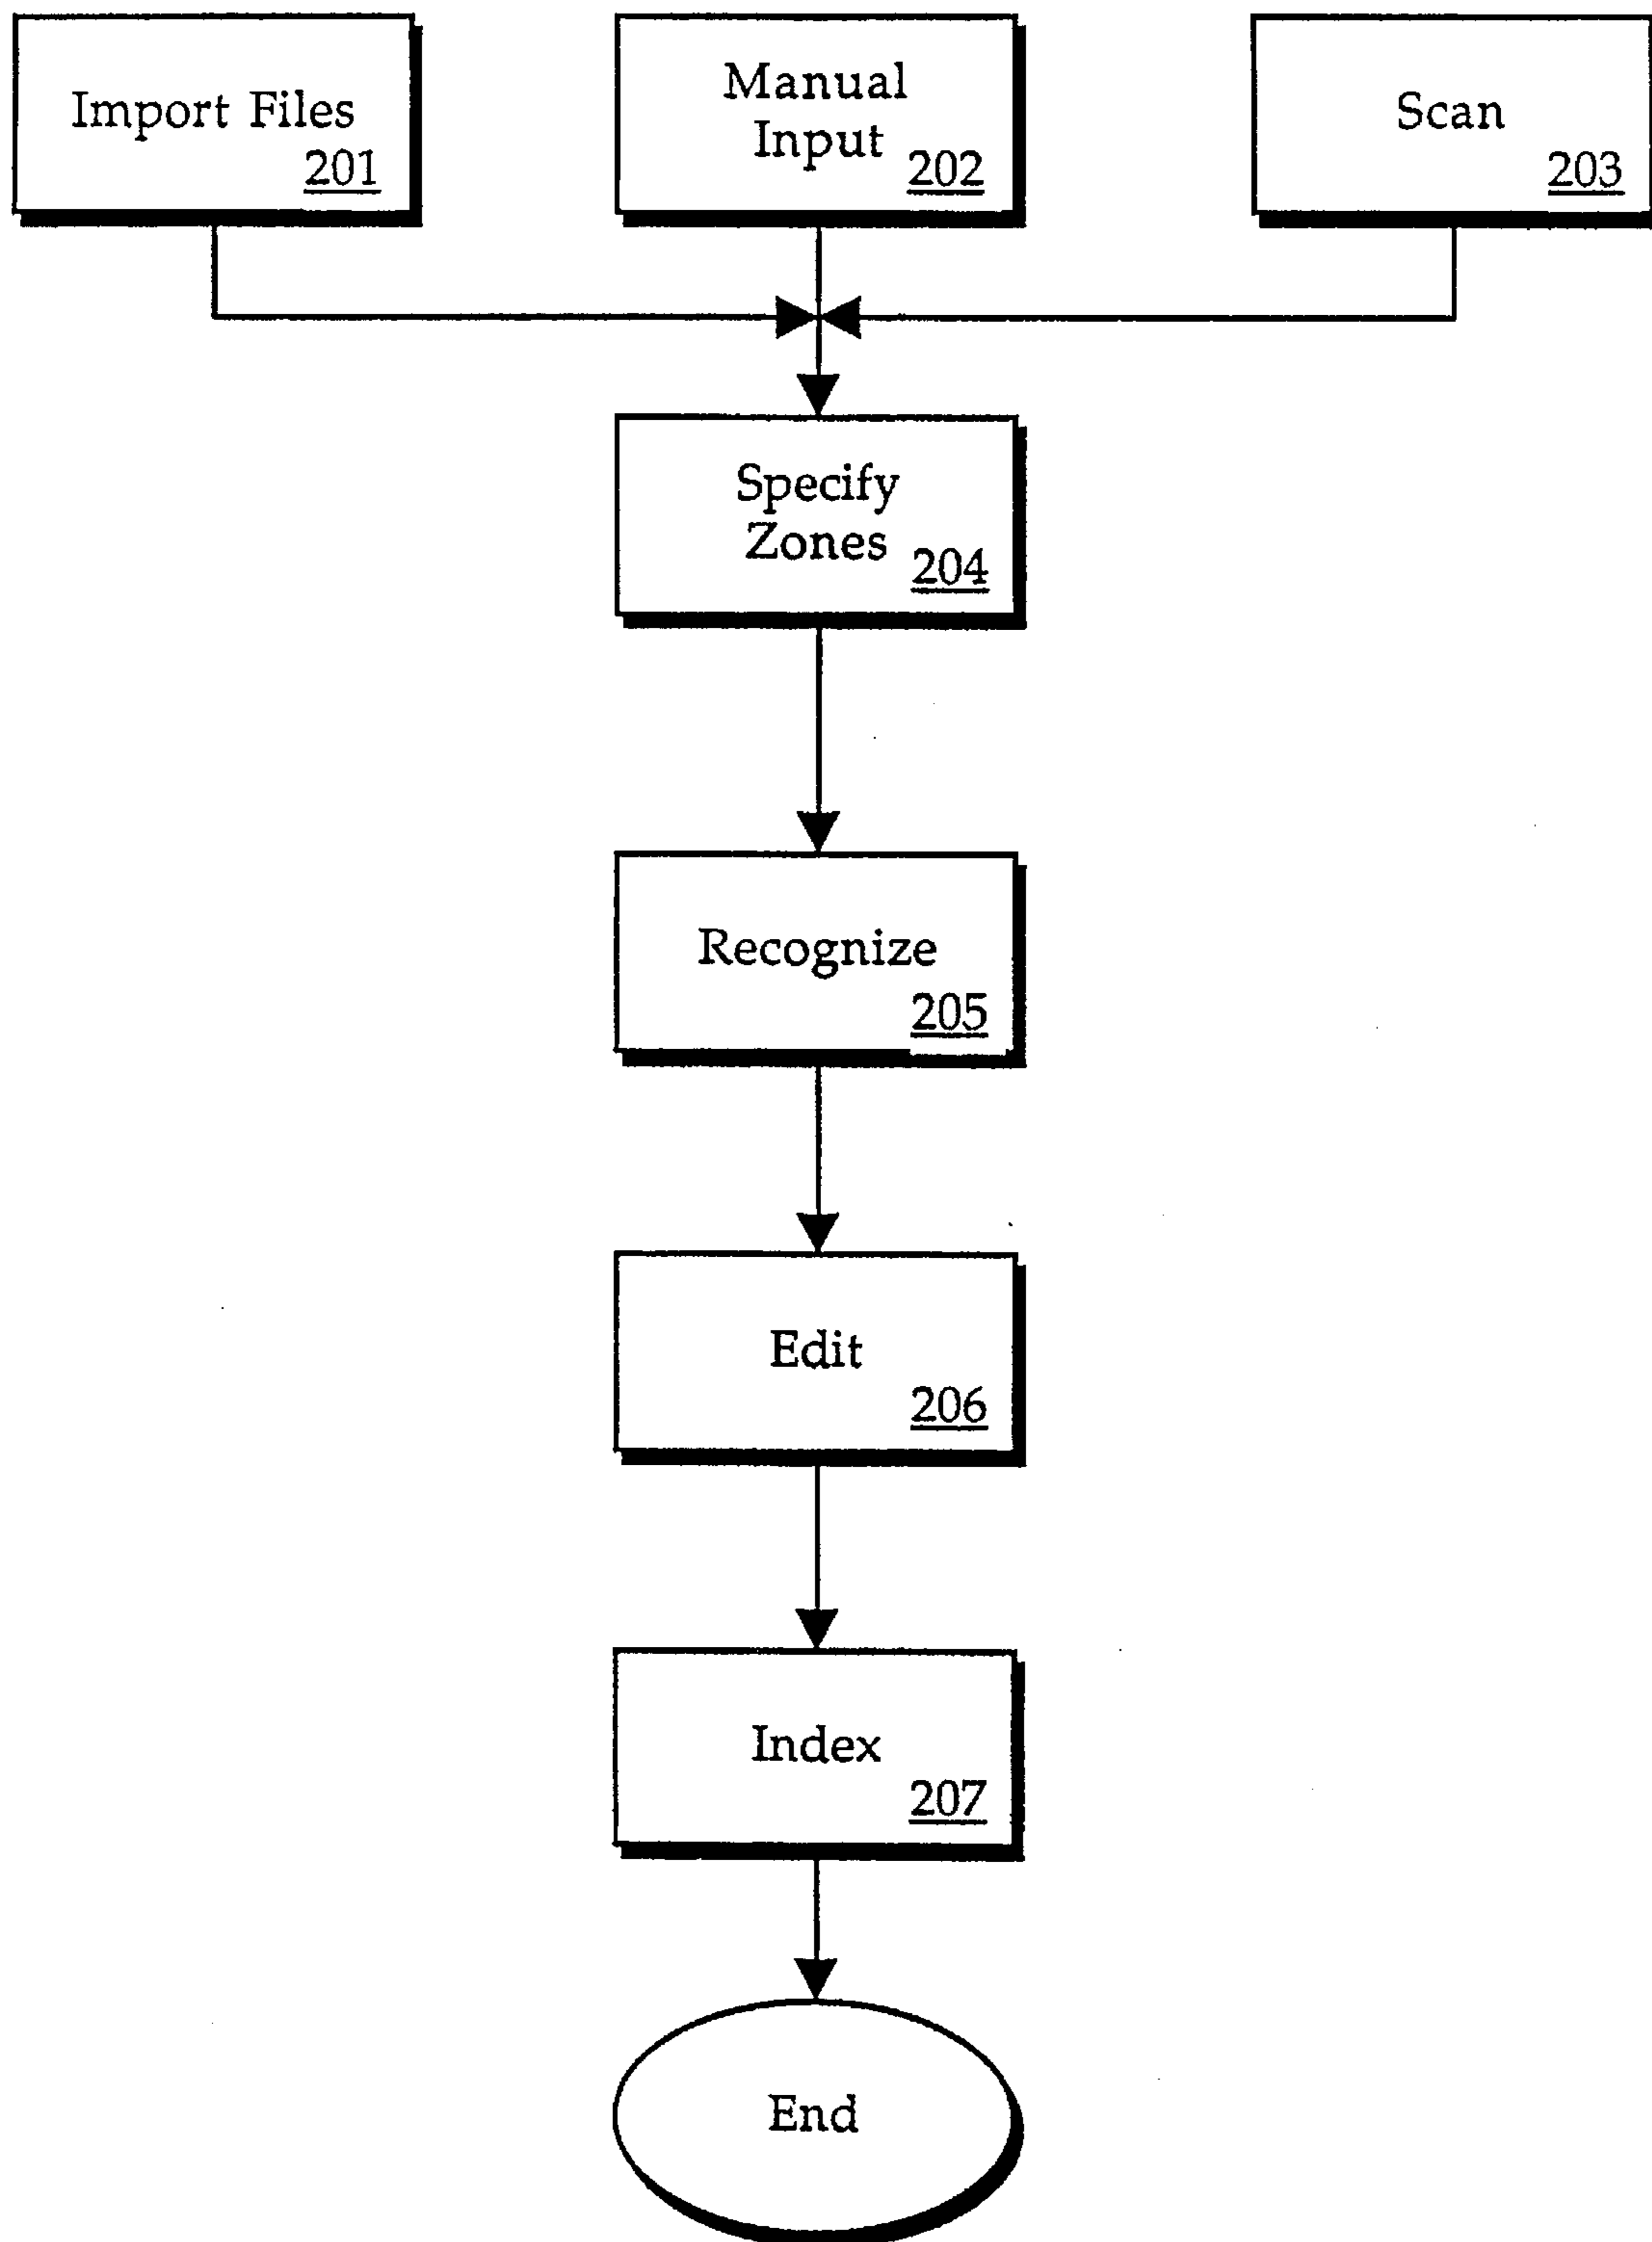 Import Files
201
Manual
Input
202
Scan
203
Specify
Zones
204
Recognize
205
Edit
206
Index
207
End